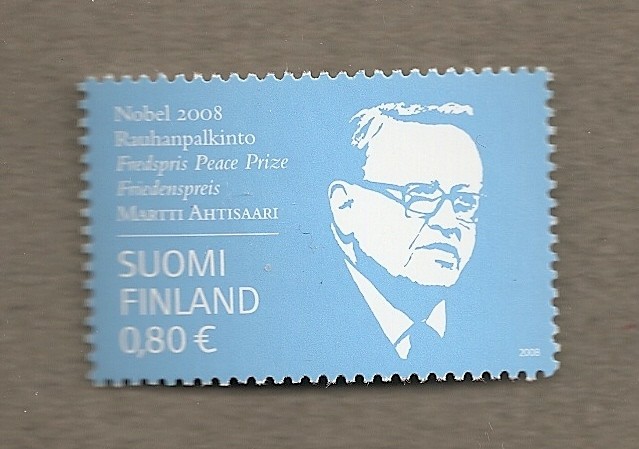 Nobel 2008
Rauhanpalkinto
Fredspris Peace Prize
Friedenspreis
MARTTI AHTISAARI
SUOMI
FINLAND
0,80 €
2008